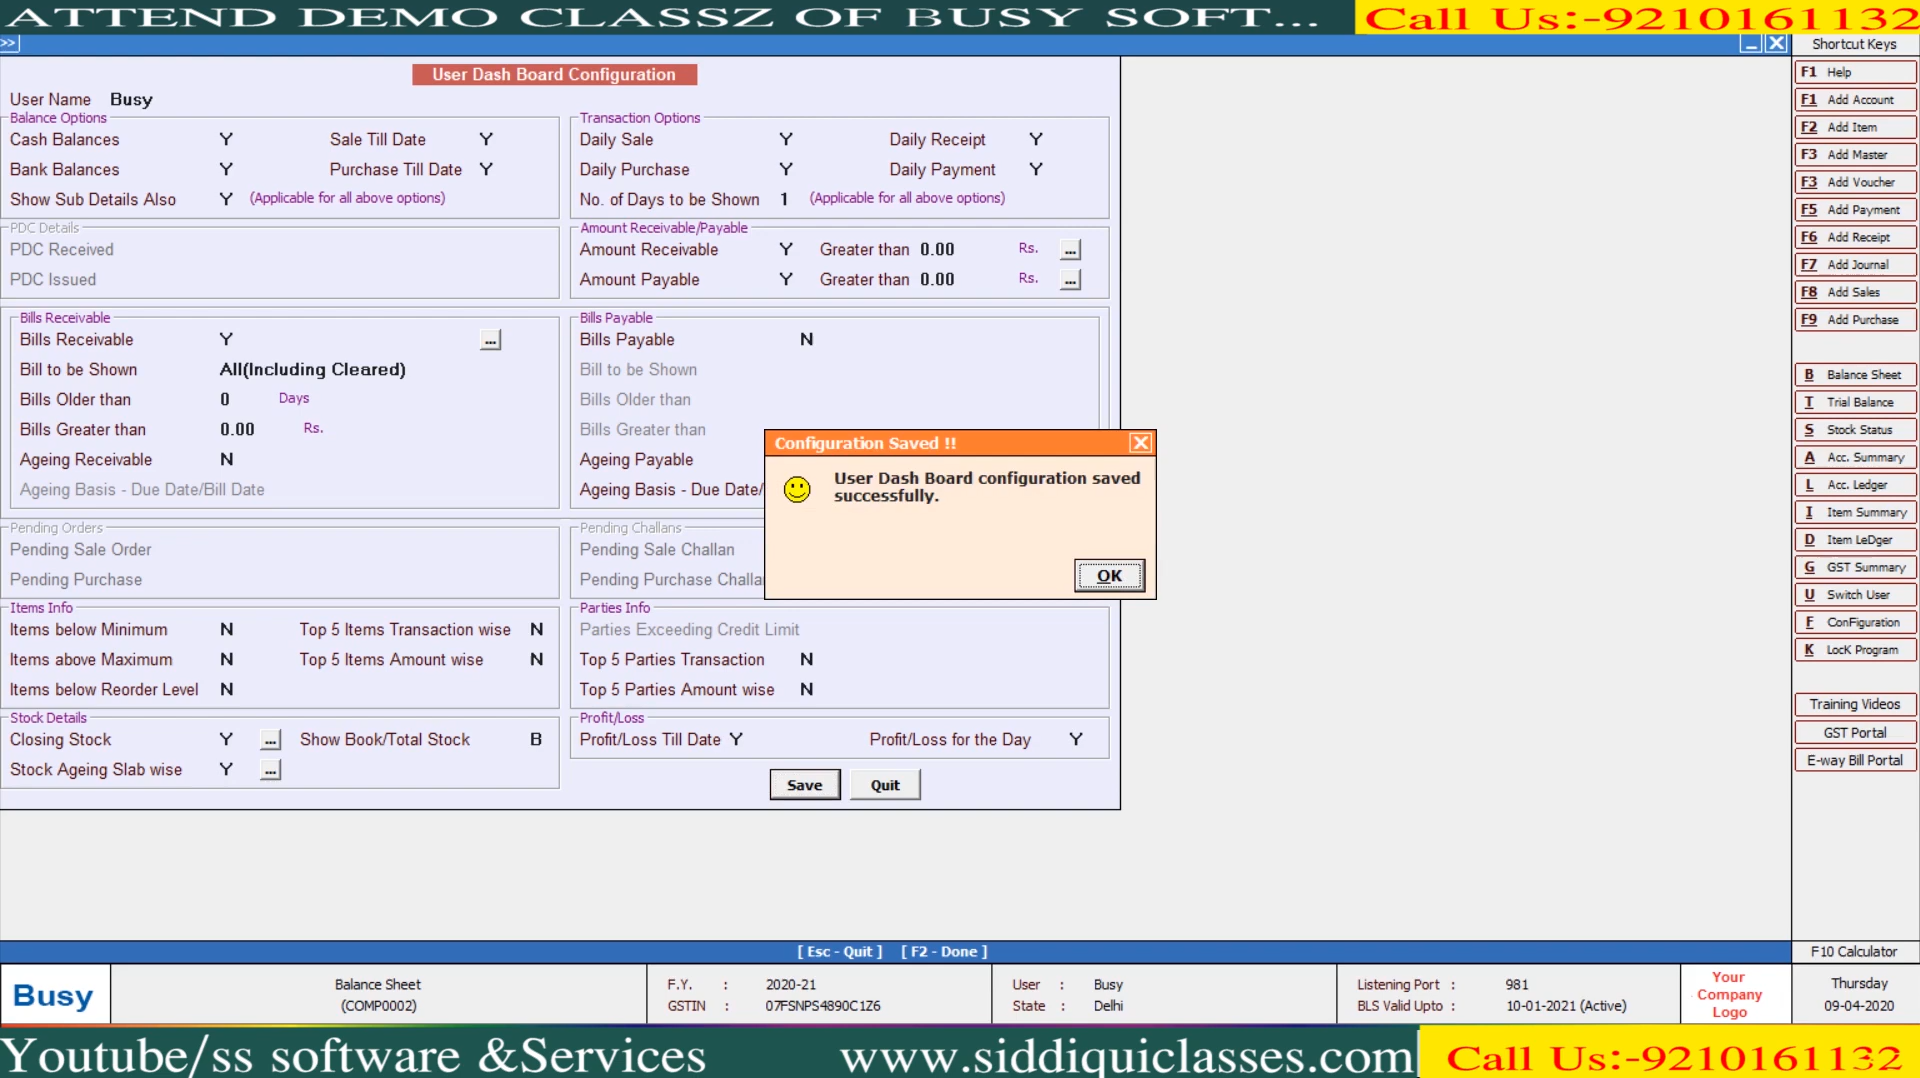 ATTEND DEMO CLASSZ OF BUSY SOFT... Call Us:-9210161132
>> Shortcut Keys
User Dash Board Configuration
User Name Busy
Balance Options
Cash Balances Y Sale Till Date Y
Bank Balances Y Purchase Till Date Y
Show Sub Details Also Y (Applicable for all above options)
Transaction Options
Daily Sale Y Daily Receipt Y
Daily Purchase Y Daily Payment Y
No. of Days to be Shown 1 (Applicable for all above options)
PDC Details
PDC Received
PDC Issued
Amount Receivable/Payable
Amount Receivable Y Greater than 0.00 Rs. ...
Amount Payable Y Greater than 0.00 Rs. ...
Bills Receivable
Bills Receivable Y ...
Bill to be Shown All(Including Cleared)
Bills Older than 0 Days
Bills Greater than 0.00 Rs.
Ageing Receivable N
Ageing Basis - Due Date/Bill Date
Bills Payable
Bills Payable N
Bill to be Shown
Bills Older than
Bills Greater than
Ageing Payable
Ageing Basis - Due Date/
Configuration Saved !!
User Dash Board configuration saved
successfully.
OK
Pending Orders
Pending Sale Order
Pending Purchase
Pending Challans
Pending Sale Challan
Pending Purchase Challa
Items Info
Items below Minimum N Top 5 Items Transaction wise N
Items above Maximum N Top 5 Items Amount wise N
Items below Reorder Level N
Parties Info
Parties Exceeding Credit Limit
Top 5 Parties Transaction N
Top 5 Parties Amount wise N
Stock Details
Closing Stock Y ... Show Book/Total Stock B
Stock Ageing Slab wise Y ...
Profit/Loss
Profit/Loss Till Date Y Profit/Loss for the Day Y
Save Quit
F1 Help
F1 Add Account
F2 Add Item
F3 Add Master
F3 Add Voucher
F5 Add Payment
F6 Add Receipt
F7 Add Journal
F8 Add Sales
F9 Add Purchase
B Balance Sheet
T Trial Balance
S Stock Status
A Acc. Summary
L Acc. Ledger
I Item Summary
D Item LeDger
G GST Summary
U Switch User
F ConFiguration
K LocK Program
Training Videos
GST Portal
E-way Bill Portal
[ Esc - Quit ] [ F2 - Done ] F10 Calculator
Busy
Balance Sheet
(COMP0002)
F.Y. : 2020-21
GSTIN : 07FSNPS4890C1Z6
User : Busy
State : Delhi
Listening Port : 981
BLS Valid Upto : 10-01-2021 (Active)
Your
Company
Logo
Thursday
09-04-2020
Youtube/ss software &Services www.siddiquiclasses.com Call Us:-9210161132